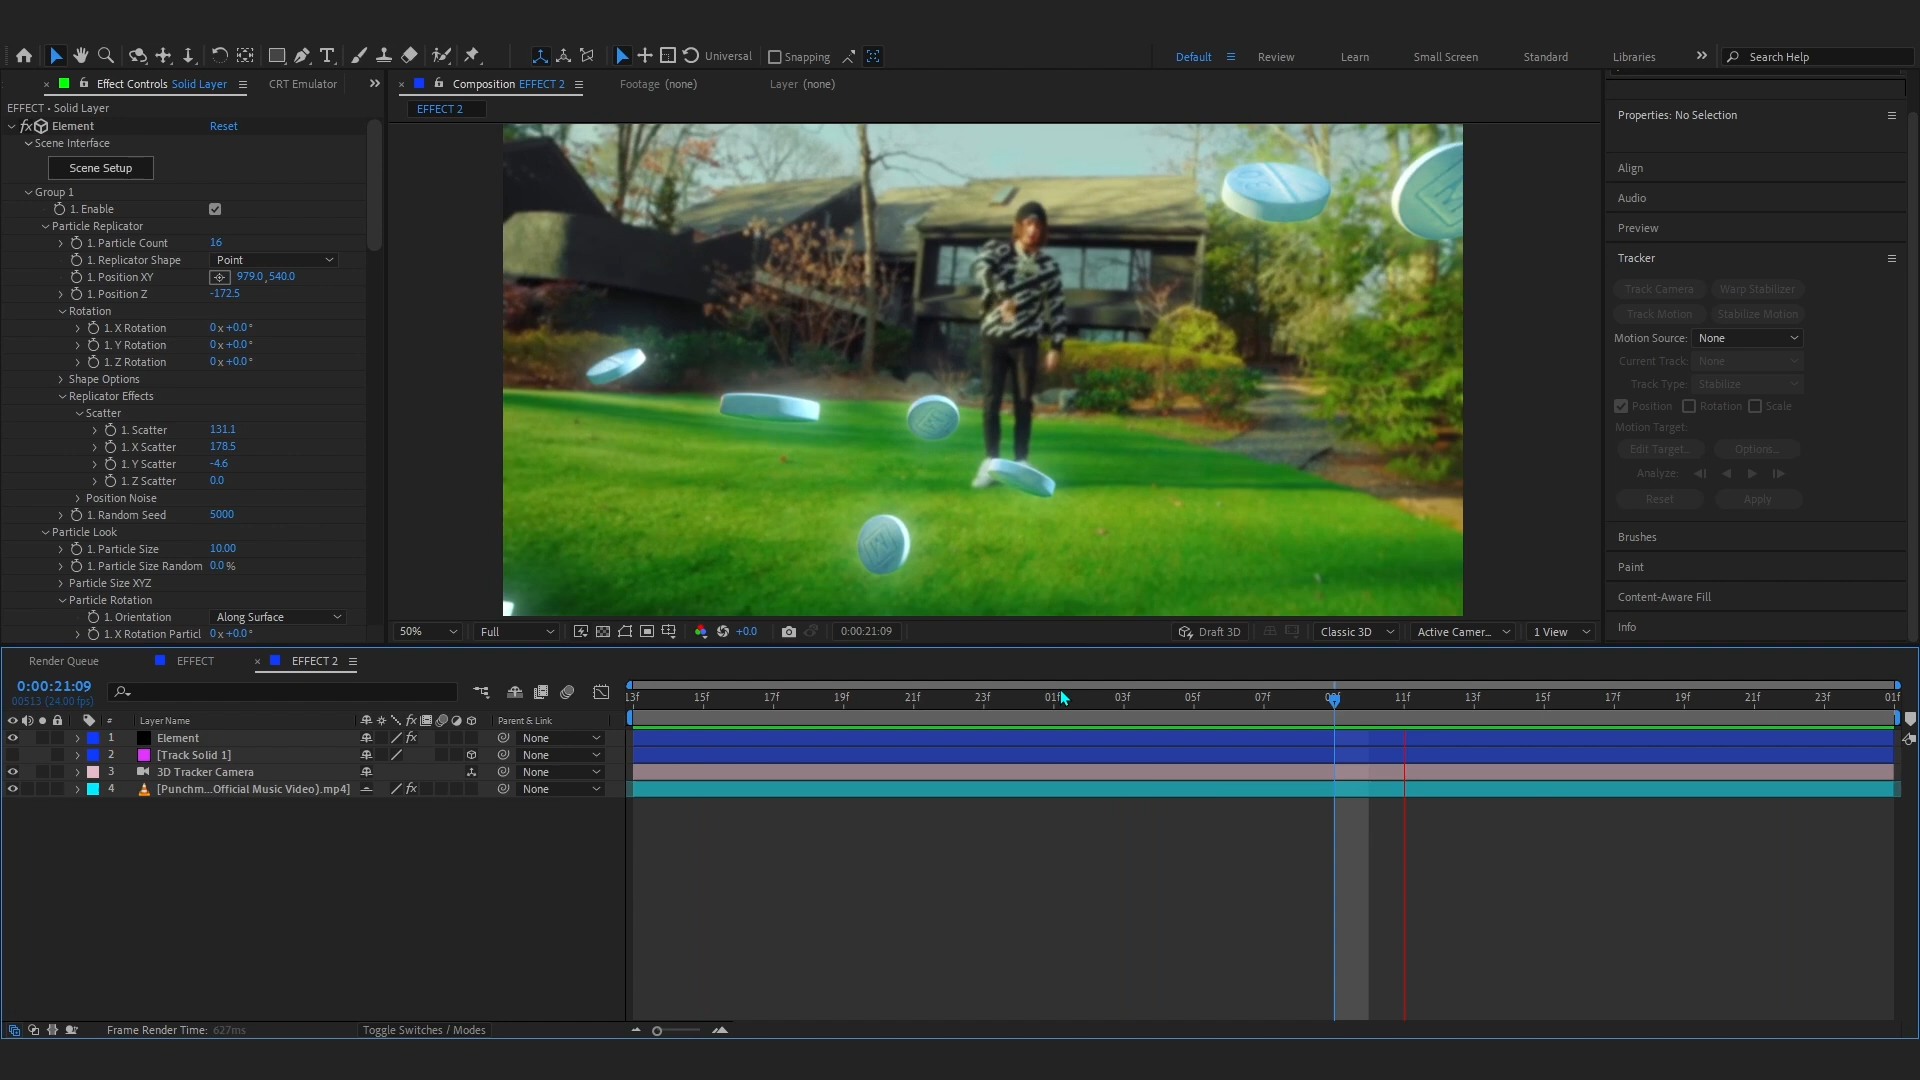 Universal
Snapping
Default
Review
Learn
Small Screen
Standard
Libraries
Search Help
Effect Controls Solid Layer
CRT Emulator
Composition EFFECT 2
Footage (none)
Layer (none)
EFFECT • Solid Layer
EFFECT 2
fx Element Reset
Scene Interface
Scene Setup
Group 1
1. Enable
Particle Replicator
1. Particle Count 16
1. Replicator Shape Point
1. Position XY 979.0, 540.0
1. Position Z -172.5
Rotation
1. X Rotation 0 x +0.0 °
1. Y Rotation 0 x +0.0 °
1. Z Rotation 0 x +0.0 °
Shape Options
Replicator Effects
Scatter
1. Scatter 131.1
1. X Scatter 178.5
1. Y Scatter -4.6
1. Z Scatter 0.0
Position Noise
1. Random Seed 5000
Particle Look
1. Particle Size 10.00
1. Particle Size Random 0.0 %
Particle Size XYZ
Particle Rotation
1. Orientation Along Surface
1. X Rotation Particl 0 x +0.0 °
50%
Full
+0.0
0:00:21:09
Draft 3D
Classic 3D
Active Camer...
1 View
Properties: No Selection
Align
Audio
Preview
Tracker
Track Camera
Warp Stabilizer
Track Motion
Stabilize Motion
Motion Source: None
Current Track: None
Track Type: Stabilize
Position
Rotation
Scale
Motion Target:
Edit Target...
Options...
Analyze:
Reset
Apply
Brushes
Paint
Content-Aware Fill
Info
Render Queue
EFFECT
EFFECT 2
0:00:21:09
00513 (24.00 fps)
13f 15f 17f 19f 21f 23f 01f 03f 05f 07f 09f 11f 13f 15f 17f 19f 21f 23f 01f
# Layer Name fx Parent & Link
1 Element fx None
2 [Track Solid 1] None
3 3D Tracker Camera None
4 [Punchm...Official Music Video).mp4] fx None
Frame Render Time: 627ms
Toggle Switches / Modes